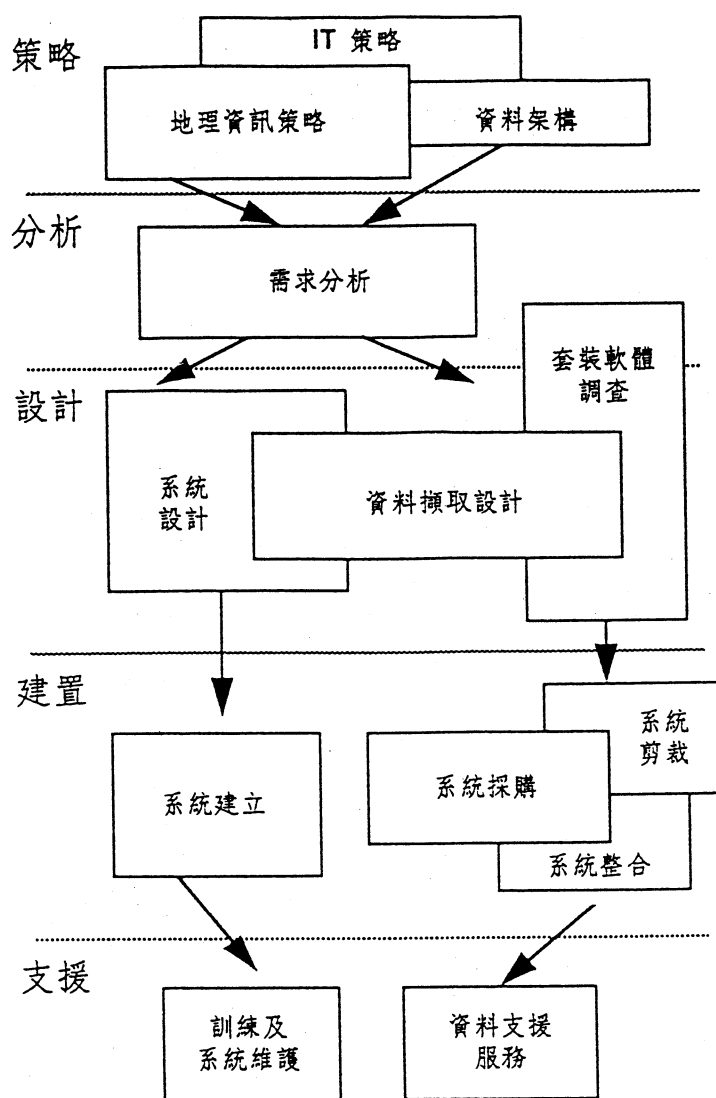 策略
IT 策略
地理資訊策略
資料架構
分析
需求分析
套裝軟體
調查
設計
系統
設計
資料擷取設計
建置
系統
剪裁
系統採購
系統建立
系統整合
支援
訓練及
系統維護
資料支援
服務